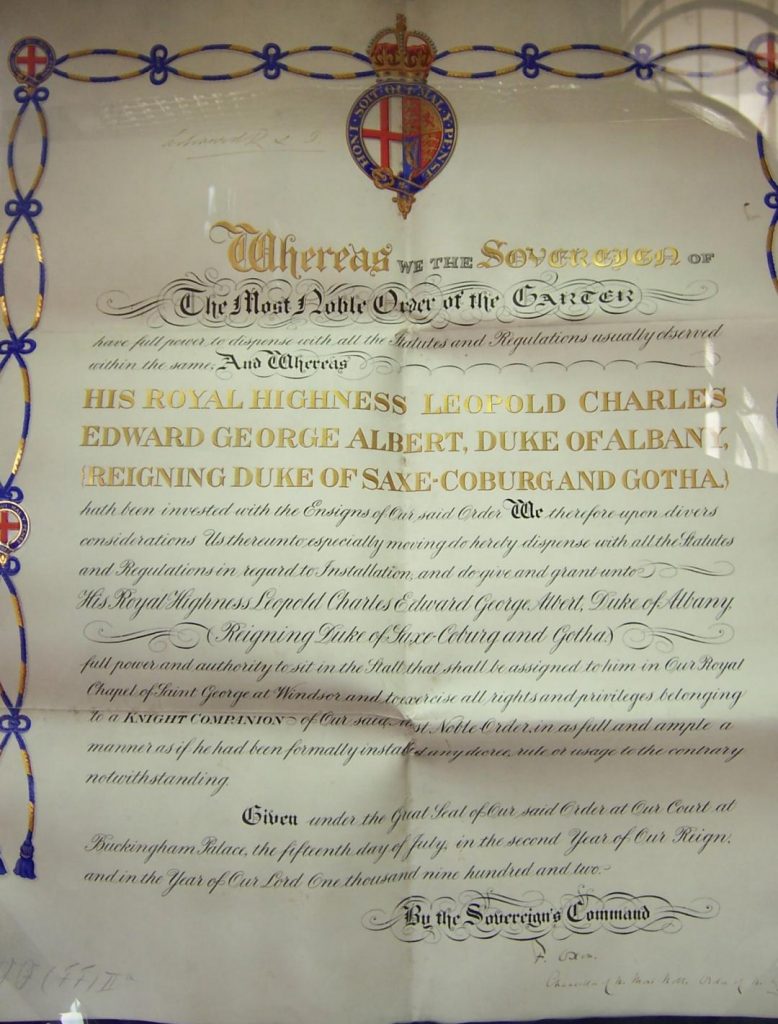 HONI · SOIT · QUI · MAL · Y · PENSE
Edward R & I
Whereas WE THE SOVEREIGN OF
The Most Noble Order of the GARTER
have full power to dispense with all the Statutes and Regulations usually observed
within the same; And Whereas
HIS ROYAL HIGHNESS LEOPOLD CHARLES
EDWARD GEORGE ALBERT, DUKE OF ALBANY,
(REIGNING DUKE OF SAXE-COBURG AND GOTHA,)
hath been invested with the Ensigns of Our said Order We therefore upon divers
considerations Us thereunto especially moving do hereby dispense with all the Statutes
and Regulations in regard to Installation, and do give and grant unto
His Royal Highness Leopold Charles Edward George Albert, Duke of Albany,
(Reigning Duke of Saxe-Coburg and Gotha)
full power and authority to sit in the Stall that shall be assigned to him in Our Royal
Chapel of Saint George at Windsor and to exercise all rights and privileges belonging
to a KNIGHT COMPANION of Our said st Noble Order, in as full and ample a
manner as if he had been formally any decree, rule or usage to the contrary
notwithstanding.
Given under the Great Seal of Our said Order at Our Court at
Buckingham Palace, the fifteenth day of July, in the second Year of Our Reign,
and in the Year of Our Lord One thousand nine hundred and two.-
By the Sovereign's Command
F. Oxon.
of the Most Noble Order of the